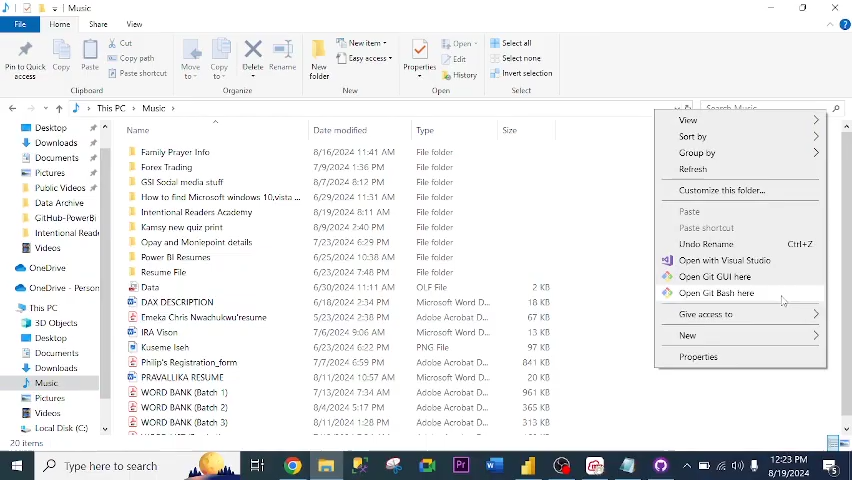 Music
File Home Share View
Pin to Quick access
Copy
Paste
Cut
Copy path
Paste shortcut
Clipboard
Move to
Copy to
Delete
Rename
Organize
New folder
New item
Easy access
New
Properties
Open
Edit
History
Open
Select all
Select none
Invert selection
Select
This PC > Music >
Search Music
Name Date modified Type Size
Desktop
Downloads
Documents
Pictures
Public Videos
Data Archive
GitHub-PowerBi
Intentional Reade
Videos
OneDrive
OneDrive - Person
This PC
3D Objects
Desktop
Documents
Downloads
Music
Pictures
Videos
Local Disk (C:)
Family Prayer Info 8/16/2024 11:41 AM File folder
Forex Trading 7/9/2024 1:36 PM File folder
GSI Social media stuff 8/7/2024 8:12 PM File folder
How to find Microsoft windows 10,vista ... 6/29/2024 11:31 AM File folder
Intentional Readers Academy 8/19/2024 8:11 AM File folder
Kamsy new quiz print 8/9/2024 2:40 PM File folder
Opay and Moniepoint details 7/23/2024 6:29 PM File folder
Power BI Resumes 6/25/2024 10:38 AM File folder
Resume File 6/23/2024 7:48 PM File folder
Data 6/30/2024 11:11 AM OLF File 2 KB
DAX DESCRIPTION 6/18/2024 2:34 PM Microsoft Word D... 18 KB
Emeka Chris Nwadhukwu'resume 6/23/2024 2:38 AM Adobe Acrobat D... 67 KB
IRA Vison 7/6/2024 9:32 AM Microsoft Word D... 13 KB
Kuseme Iseh 6/23/2024 6:22 PM PNG File 97 KB
Philip's Registration_form 7/7/2024 6:59 PM Adobe Acrobat D... 841 KB
PRAVALLIKA RESUME 8/11/2024 10:57 AM Microsoft Word D... 20 KB
WORD BANK (Batch 1) 7/13/2024 7:34 AM Adobe Acrobat D... 961 KB
WORD BANK (Batch 2) 8/4/2024 5:17 PM Adobe Acrobat D... 365 KB
WORD BANK (Batch 3) 8/11/2024 1:28 PM Adobe Acrobat D... 313 KB
View
Sort by
Group by
Refresh
Customize this folder...
Paste
Paste shortcut
Undo Rename Ctrl+Z
Open with Visual Studio
Open Git GUI here
Open Git Bash here
Give access to
New
Properties
20 items
Type here to search
12:23 PM
8/19/2024
5